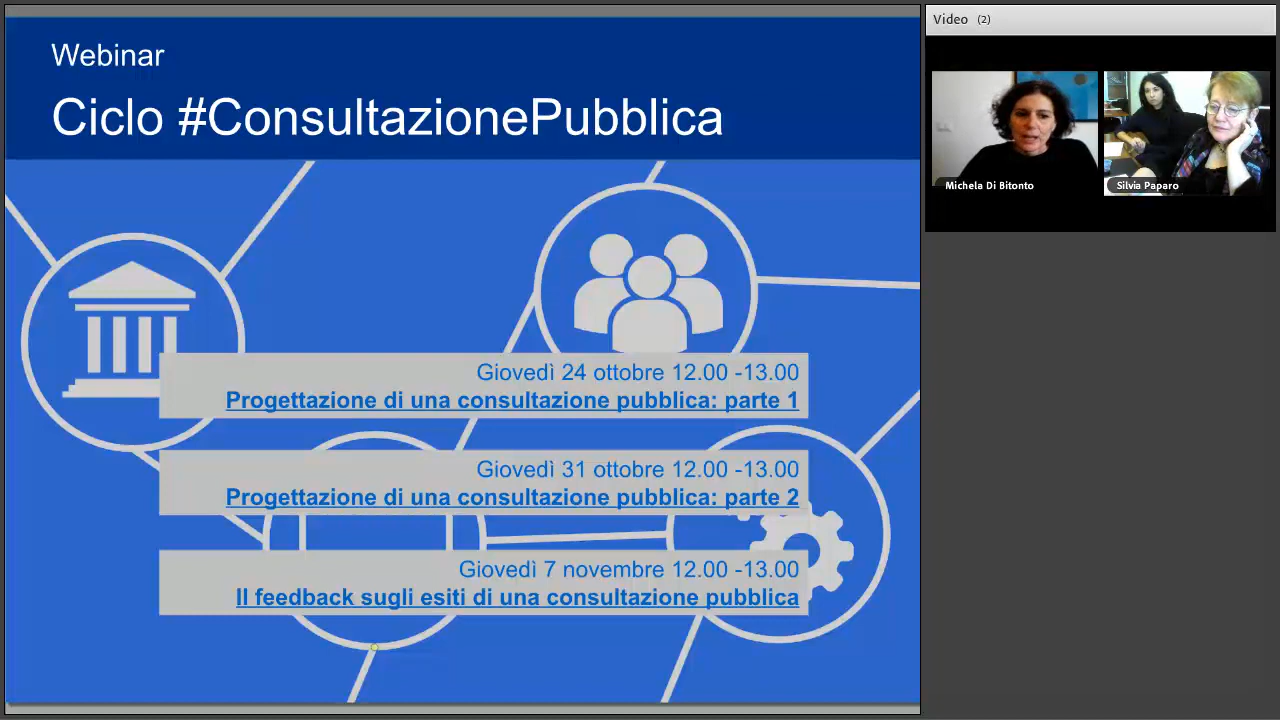 Webinar
Ciclo #ConsultazionePubblica
Giovedì 24 ottobre 12.00 -13.00
Progettazione di una consultazione pubblica: parte 1
Giovedì 31 ottobre 12.00 -13.00
Progettazione di una consultazione pubblica: parte 2
Giovedì 7 novembre 12.00 -13.00
Il feedback sugli esiti di una consultazione pubblica
Video (2)
Michela Di Bitonto
Silvia Paparo